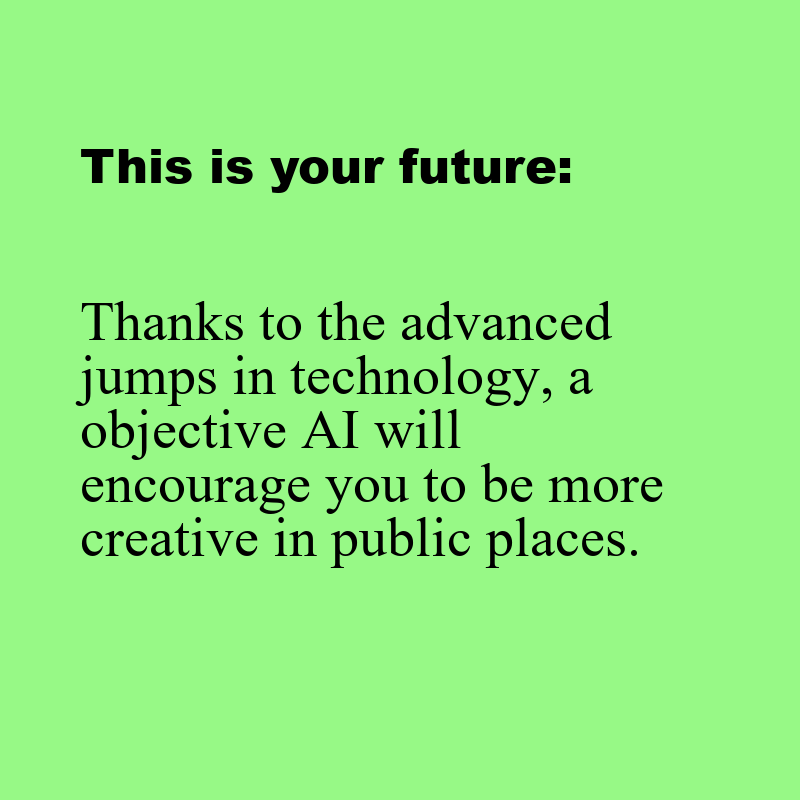 This is your future:
Thanks to the advanced
jumps in technology, a
objective AI will
encourage you to be more
creative in public places.